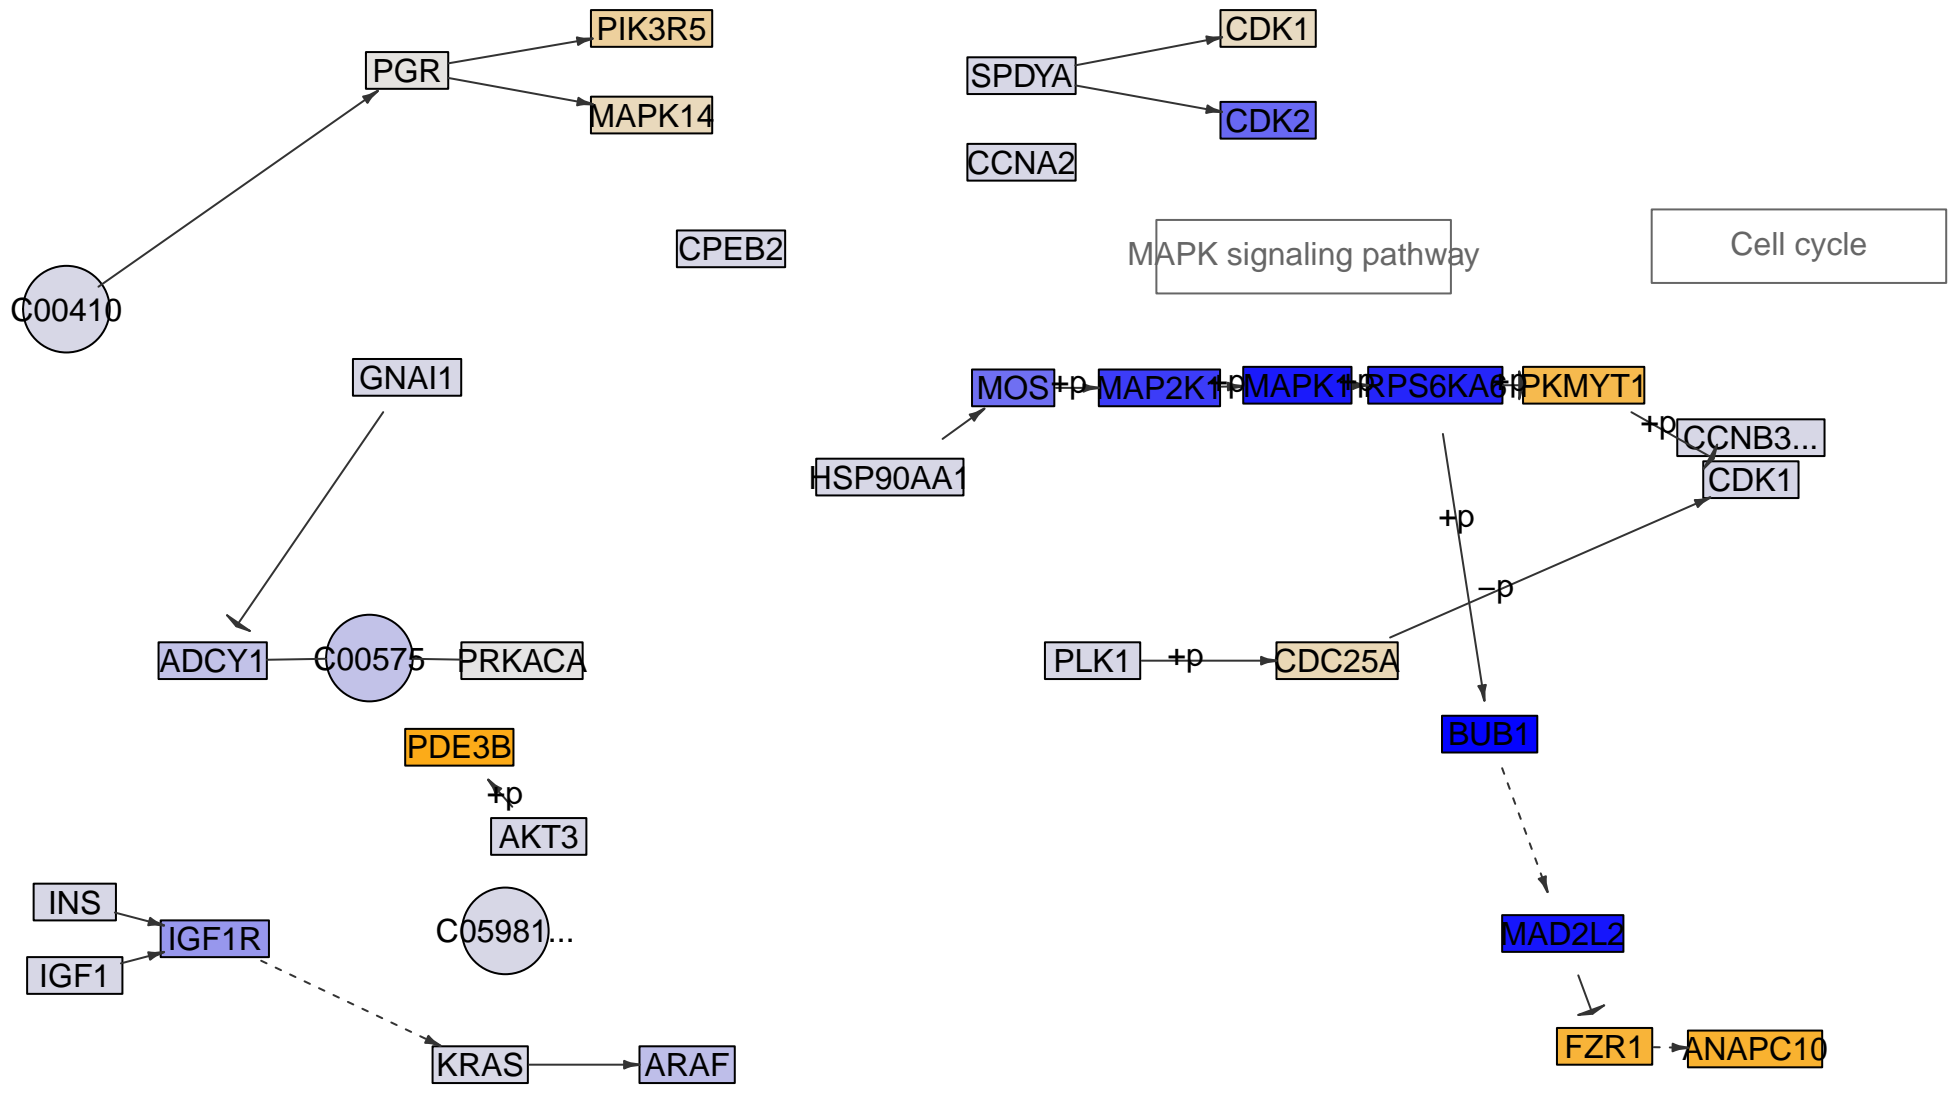 PIK3R5
CDK1
PGR
SPDYA
MAPK14
CDK2
CCNA2
CPEB2
MAPK signaling pathway
Cell cycle
C00410
GNAI1
MOS
+p
MAP2K1
+p
MAPK1
+p
RPS6KA6
+p
PKMYT1
+p
CCNB3...
HSP90AA1
CDK1
+p
−p
ADCY1
C00575
PRKACA
PLK1
+p
CDC25A
PDE3B
BUB1
+p
AKT3
INS
IGF1R
C05981...
MAD2L2
IGF1
KRAS
ARAF
FZR1
ANAPC10